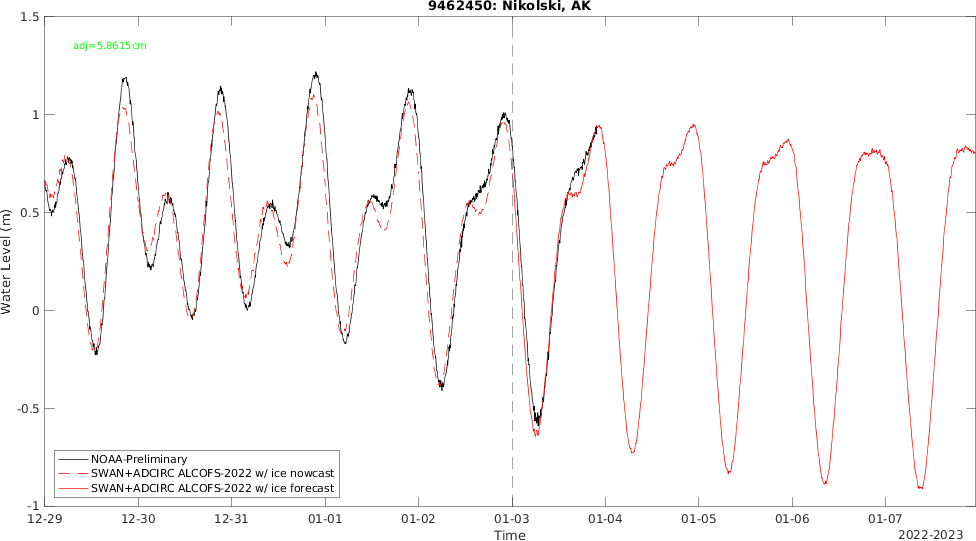 9462450: Nikolski, AK
adj=5.8615cm
1.5
1
0.5
0
-0.5
-1
Water Level (m)
NOAA-Preliminary
SWAN+ADCIRC ALCOFS-2022 w/ ice nowcast
SWAN+ADCIRC ALCOFS-2022 w/ ice forecast
12-29 12-30 12-31 01-01 01-02 01-03 01-04 01-05 01-06 01-07
Time
2022-2023